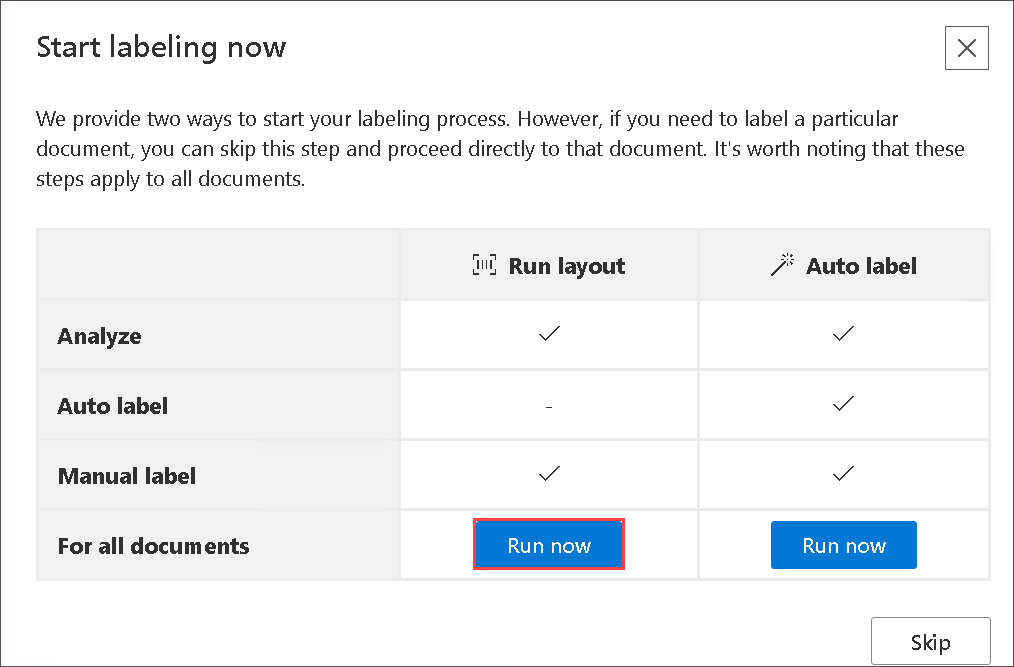 Start labeling now
We provide two ways to start your labeling process. However, if you need to label a particular
document, you can skip this step and proceed directly to that document. It's worth noting that these
steps apply to all documents.
Run layout Auto label
Analyze
Auto label -
Manual label
For all documents Run now Run now
Skip